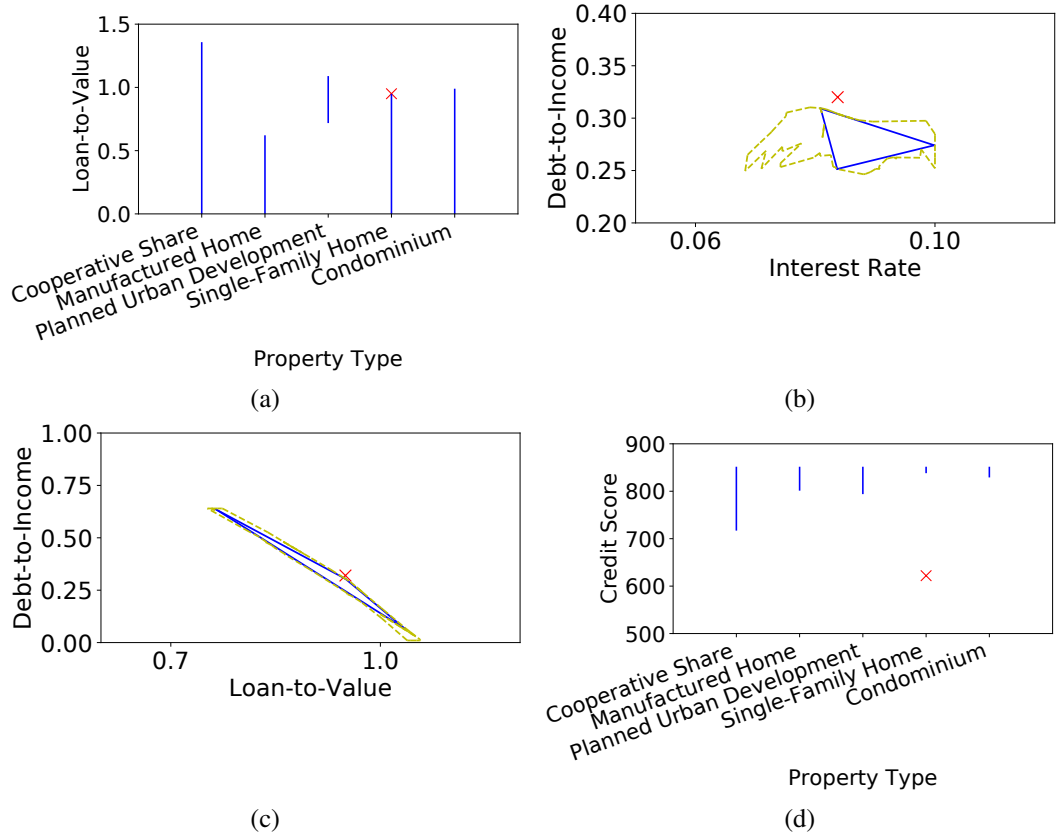 1.5
1.0
0.5
0.0
Loan-to-Value
Cooperative Share
Manufactured Home
Planned Urban Development
Single-Family Home
Condominium
Property Type
(a)
0.40
0.35
0.30
0.25
0.20
Debt-to-Income
0.06
0.10
Interest Rate
(b)
1.00
0.75
0.50
0.25
0.00
Debt-to-Income
0.7
1.0
Loan-to-Value
(c)
900
800
700
600
500
Credit Score
Cooperative Share
Manufactured Home
Planned Urban Development
Single-Family Home
Condominium
Property Type
(d)